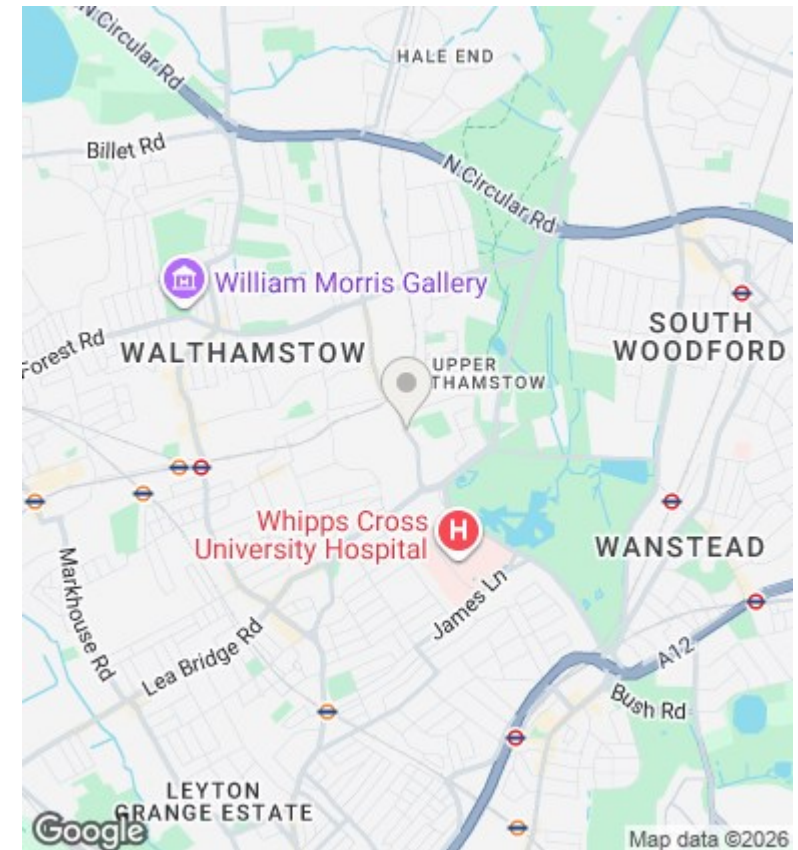 N Circular Rd
HALE END
Billet Rd
N Circular Rd
William Morris Gallery
Forest Rd
WALTHAMSTOW
SOUTH
WOODFORD
UPPER
THAMSTOW
Whipps Cross
University Hospital
H
WANSTEAD
James Ln
Markhouse Rd
Lea Bridge Rd
A12
Bush Rd
LEYTON
GRANGE ESTATE
Google
Map data ©2026